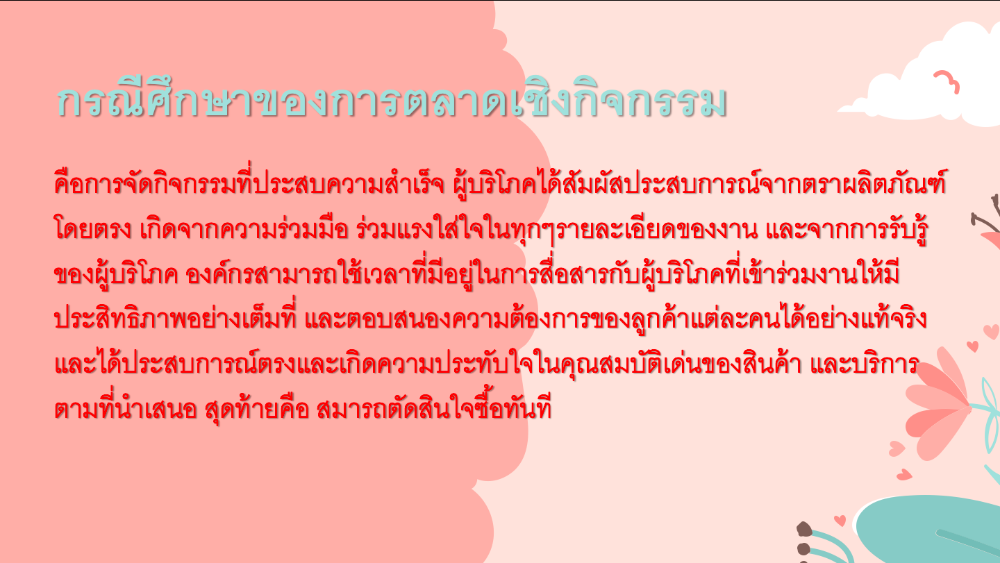 กรณีศึกษาของการตลาดเชิงกิจกรรม
คือการจัดกิจกรรมที่ประสบความสำเร็จ ผู้บริโภคได้สัมผัสประสบการณ์จากตราผลิตภัณฑ์
โดยตรง เกิดจากความร่วมมือ ร่วมแรงใส่ใจในทุกๆรายละเอียดของงาน และจากการรับรู้
ของผู้บริโภค องค์กรสามารถใช้เวลาที่มีอยู่ในการสื่อสารกับผู้บริโภคที่เข้าร่วมงานให้มี
ประสิทธิภาพอย่างเต็มที่ และตอบสนองความต้องการของลูกค้าแต่ละคนได้อย่างแท้จริง
และได้ประสบการณ์ตรงและเกิดความประทับใจในคุณสมบัติเด่นของสินค้า และบริการ
ตามที่นำเสนอ สุดท้ายคือ สมารถตัดสินใจซื้อทันที